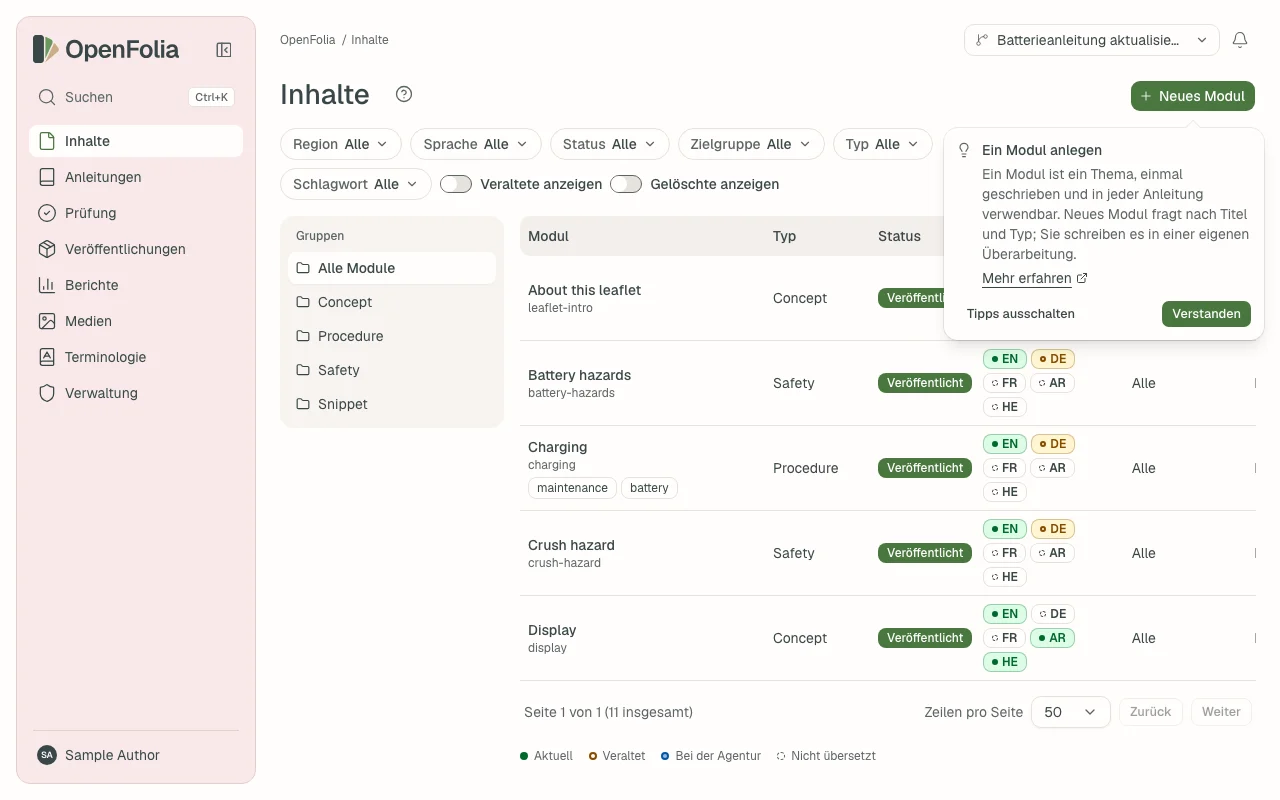 OpenFolia
Suchen Ctrl+K
Inhalte
Anleitungen
Prüfung
Veröffentlichungen
Berichte
Medien
Terminologie
Verwaltung
SA Sample Author
OpenFolia / Inhalte
Batterieanleitung aktualisie…
Inhalte
+ Neues Modul
Region Alle Sprache Alle Status Alle Zielgruppe Alle Typ Alle
Schlagwort Alle Veraltete anzeigen Gelöschte anzeigen
Ein Modul anlegen
Ein Modul ist ein Thema, einmal
geschrieben und in jeder Anleitung
verwendbar. Neues Modul fragt nach Titel
und Typ; Sie schreiben es in einer eigenen
Überarbeitung.
Mehr erfahren
Tipps ausschalten Verstanden
Gruppen
Alle Module
Concept
Procedure
Safety
Snippet
Modul Typ Status
About this leaflet
leaflet-intro
Concept
Battery hazards
battery-hazards
Safety Veröffentlicht
EN DE
FR AR
HE
Alle
Charging
charging
maintenance battery
Procedure Veröffentlicht
EN DE
FR AR
HE
Alle
Crush hazard
crush-hazard
Safety Veröffentlicht
EN DE
FR AR
HE
Alle
Display
display
Concept Veröffentlicht
EN DE
FR AR
HE
Alle
Seite 1 von 1 (11 insgesamt)
Zeilen pro Seite 50 Zurück Weiter
Aktuell Veraltet Bei der Agentur Nicht übersetzt